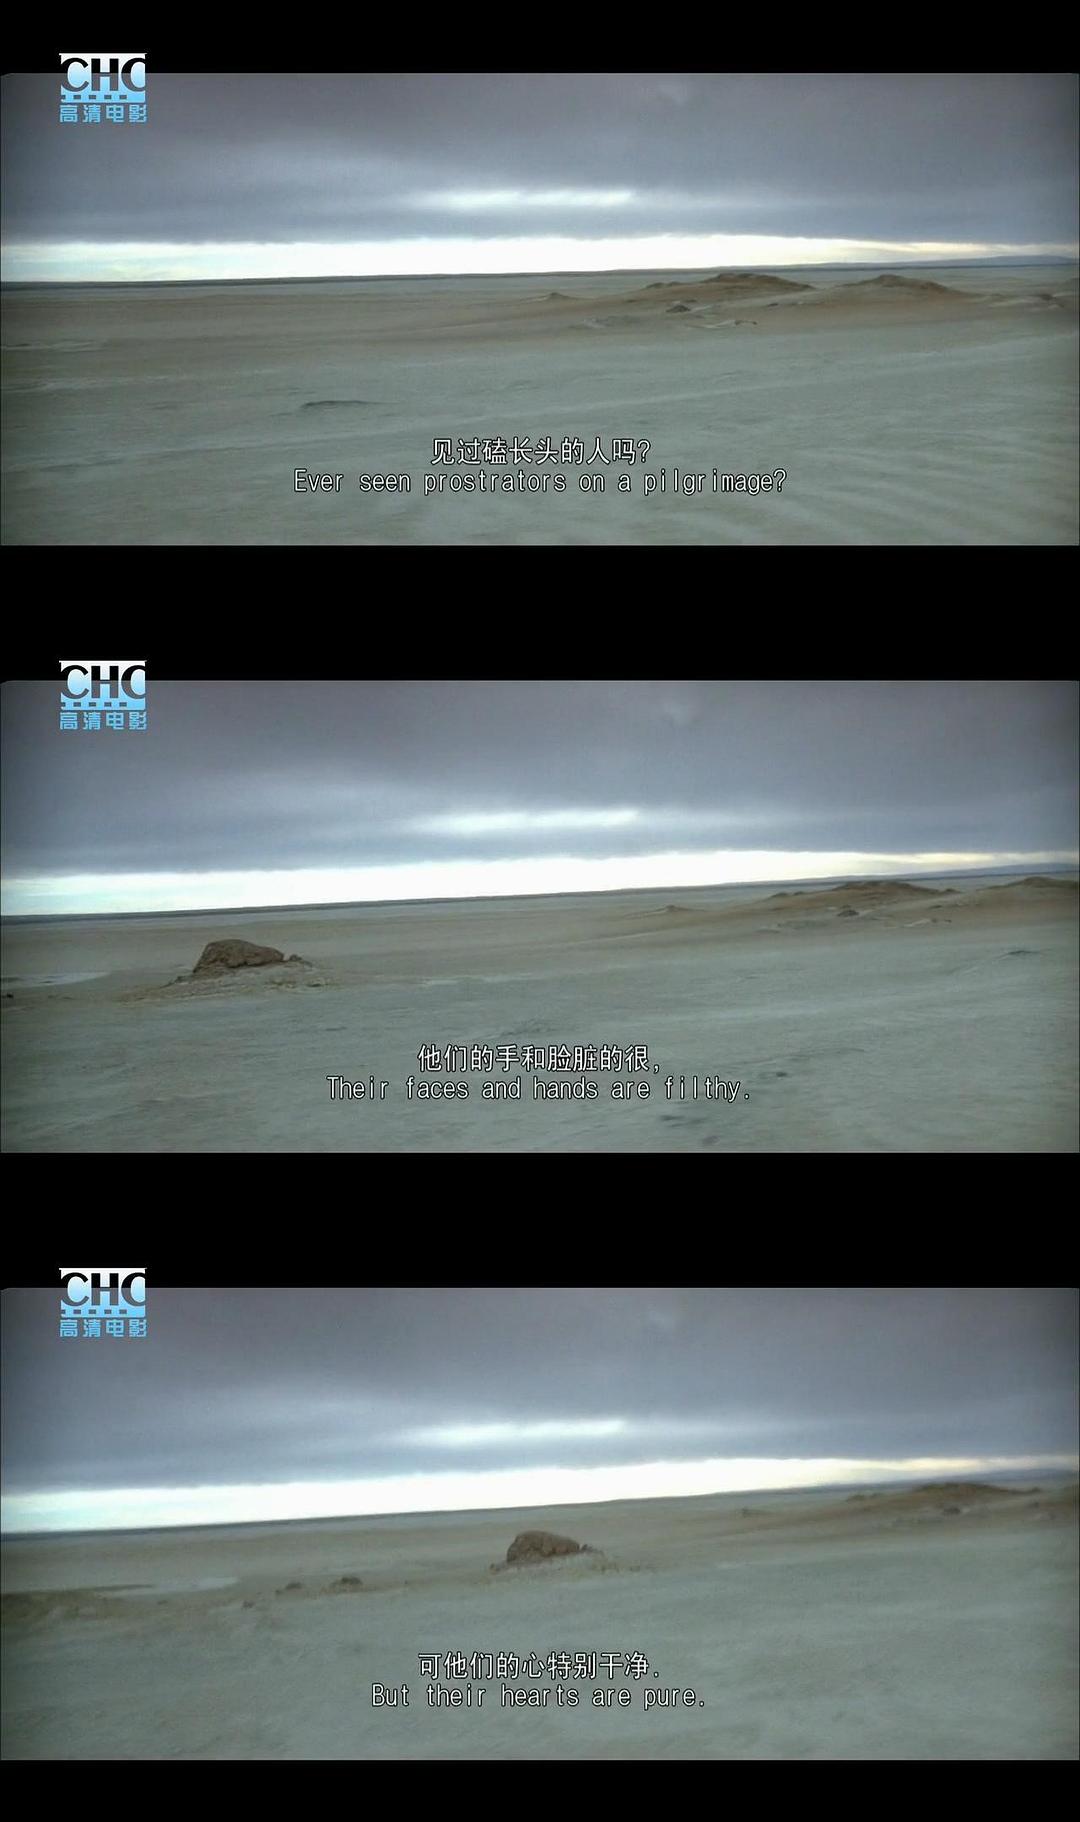 CHC
高清电影
见过磕长头的人吗?
Ever seen prostrators on a pilgrimage?
CHC
高清电影
他们的手和脸脏的很,
Their faces and hands are filthy.
CHC
高清电影
可他们的心特别干净.
But their hearts are pure.